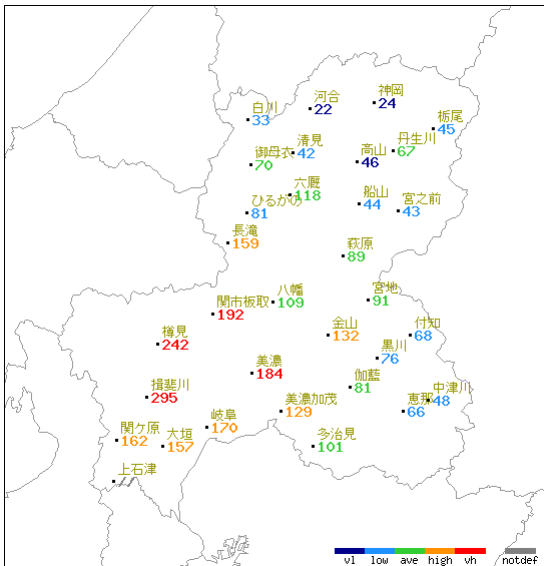 神岡
24
河合
22
白川
33
栃尾
45
丹生川
67
清見
42
高山
46
御母衣
70
六厩
118
船山
44
宮之前
43
ひるがの
81
長滝
159
萩原
89
宮地
91
八幡
109
関市板取
192
金山
132
付知
68
樽見
242
黒川
76
美濃
184
伽藍
81
中津川
48
揖斐川
295
恵那
66
美濃加茂
129
岐阜
170
関ケ原
162
大垣
157
多治見
101
上石津
vl low ave high vh notdef